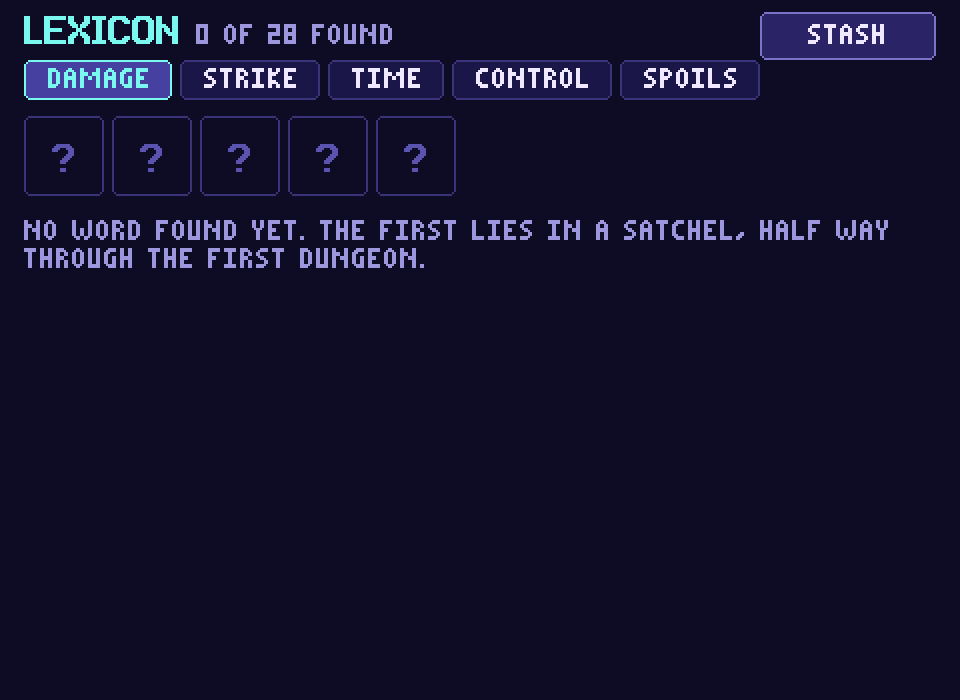 LEXICON 0 OF 28 FOUND
STASH
DAMAGE STRIKE TIME CONTROL SPOILS
? ? ? ? ?
NO WORD FOUND YET. THE FIRST LIES IN A SATCHEL, HALF WAY
THROUGH THE FIRST DUNGEON.